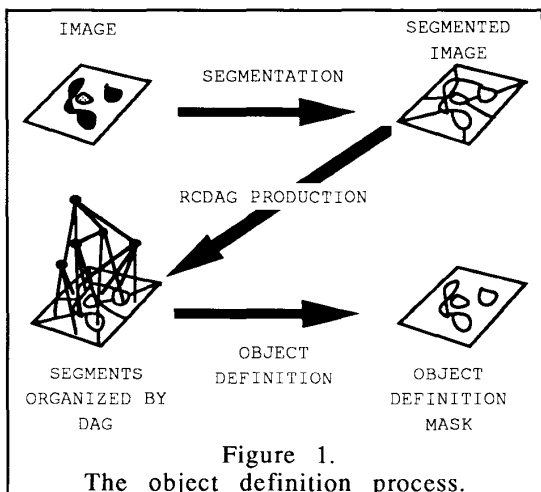 IMAGE
SEGMENTED
IMAGE
SEGMENTATION
RCDAG PRODUCTION
SEGMENTS
ORGANIZED BY
DAG
OBJECT
DEFINITION
OBJECT
DEFINITION
MASK
Figure 1.
The object definition process.